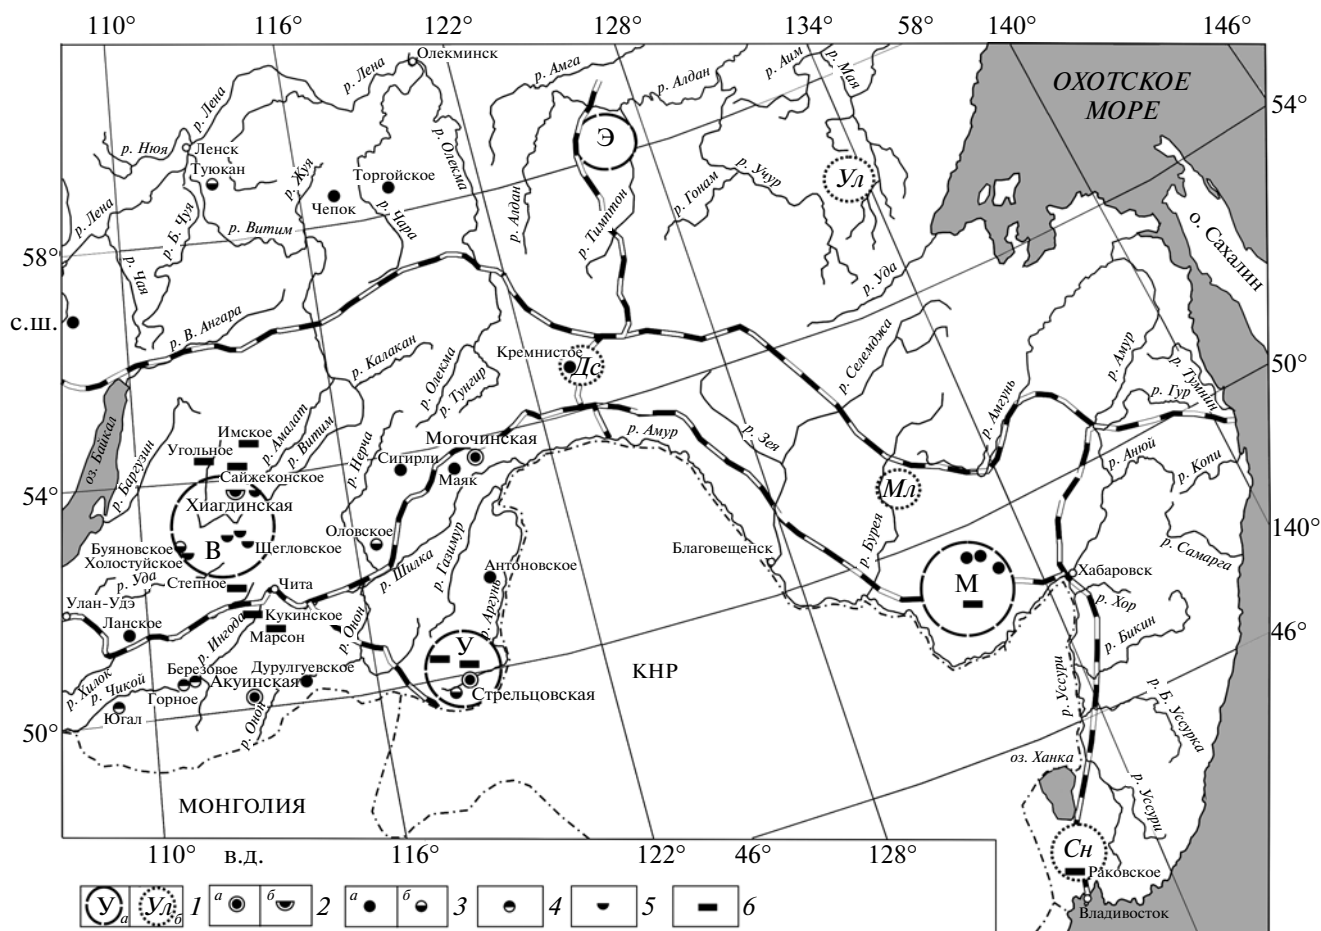 110° 116° 122° 128° 134° 58° 140° 146°
Олекминск
р. Лена
р. Амга
р. Алдан
р. Аим
р. Мая
ОХОТСКОЕ
МОРЕ
54°
р. Лена
р. Нюя
Ленск
Туюкан
р. Жуя
Торгойское
Чепок
р. Олекма
Э
р. Учур
р. Гонам
Ул
р. Лена
р. Б. Чуя
р. Витим
р. Чара
р. Алдан
р. Тимптон
о. Сахалин
58°
р. Чая
р. Уда
с.ш.
р. В. Ангара
р. Калакан
Кремнистое
Дс
р. Селемджа
р. Амур
50°
р. Олекма
р. Тунгир
р. Амгунь
р. Тумнин
р. Гур
оз. Байкал
р. Баргузин
Имское
Угольное
р. Амалат
р. Витим
Сайжеконское
р. Нерча
Могочинская
Сигирли
Маяк
р. Амур
р. Зея
р. Анюй
р. Копи
54°
Хиагдинская
В
Мл
140°
Буяновское
Холостуйское
Щегловское
Оловское
р. Шилка
р. Газимур
Благовещенск
р. Бурея
р. Самарга
р. Уда
Степное
Чита
Антоновское
М
Хабаровск
Улан-Удэ
Ланское
р. Ингода
Кукинское
Марсон
р. Онон
р. Аргунь
р. Хор
р. Бикин
46°
У
КНР
р. Хилок
р. Чикой
Березовое
Дурулгуевское
Акуинская
Горное
Югал
Стрельцовская
р. Онон
р. Уссури
р. Б. Уссурка
50°
оз. Ханка
р. Уссури
МОНГОЛИЯ
Сн
Раковское
Владивосток
110° в.д. 116° 122° 46° 128°
У а Ул б 1 а б 2 а б 3 4 5 6